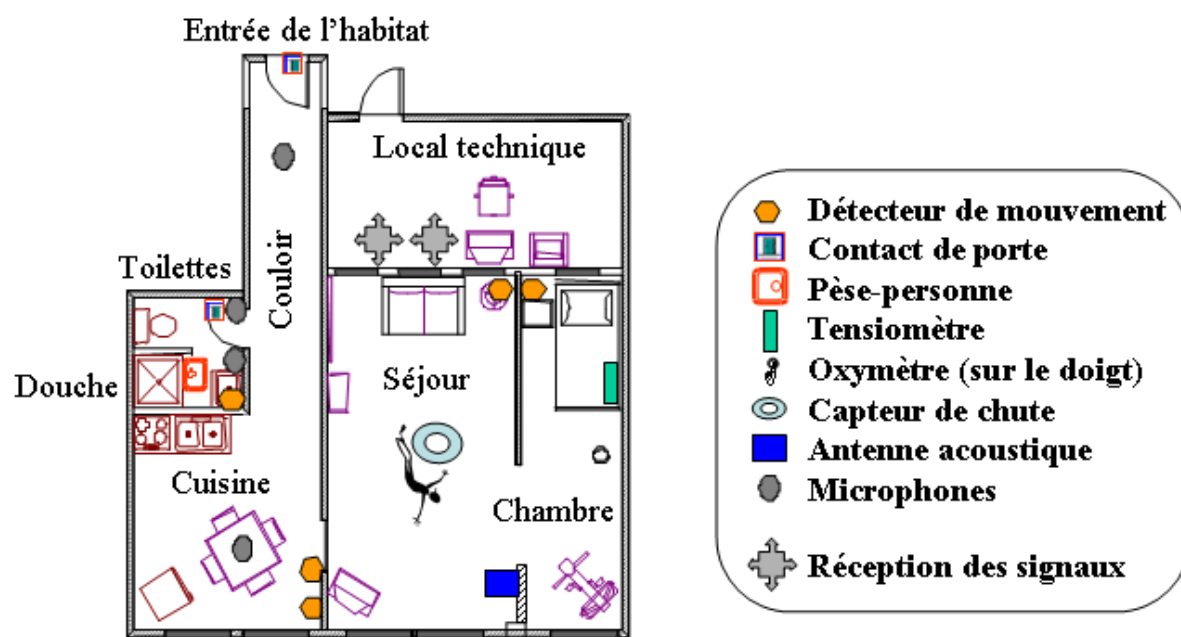 Entrée de l'habitat
Local technique
Couloir
Toilettes
Douche
Séjour
Cuisine
Chambre
Détecteur de mouvement
Contact de porte
Pèse-personne
Tensiomètre
Oxymètre (sur le doigt)
Capteur de chute
Antenne acoustique
Microphones
Réception des signaux